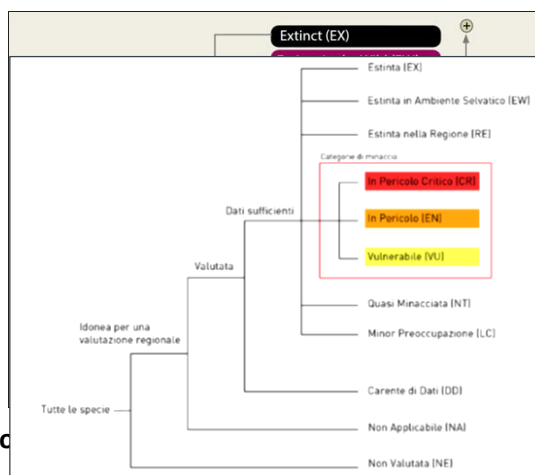 Extinct (EX)
Estinta (EX)
Estinta in Ambiente Selvatico (EW)
Estinta nella Regione (RE)
Categorie di minaccia
In Pericolo Critico (CR)
In Pericolo (EN)
Dati sufficienti
Vulnerabile (VU)
Valutata
Quasi Minacciata (NT)
Idonea per una
valutazione regionale
Minor Preoccupazione (LC)
Carente di Dati (DD)
Tutte le specie
Non Applicabile (NA)
Non Valutata (NE)